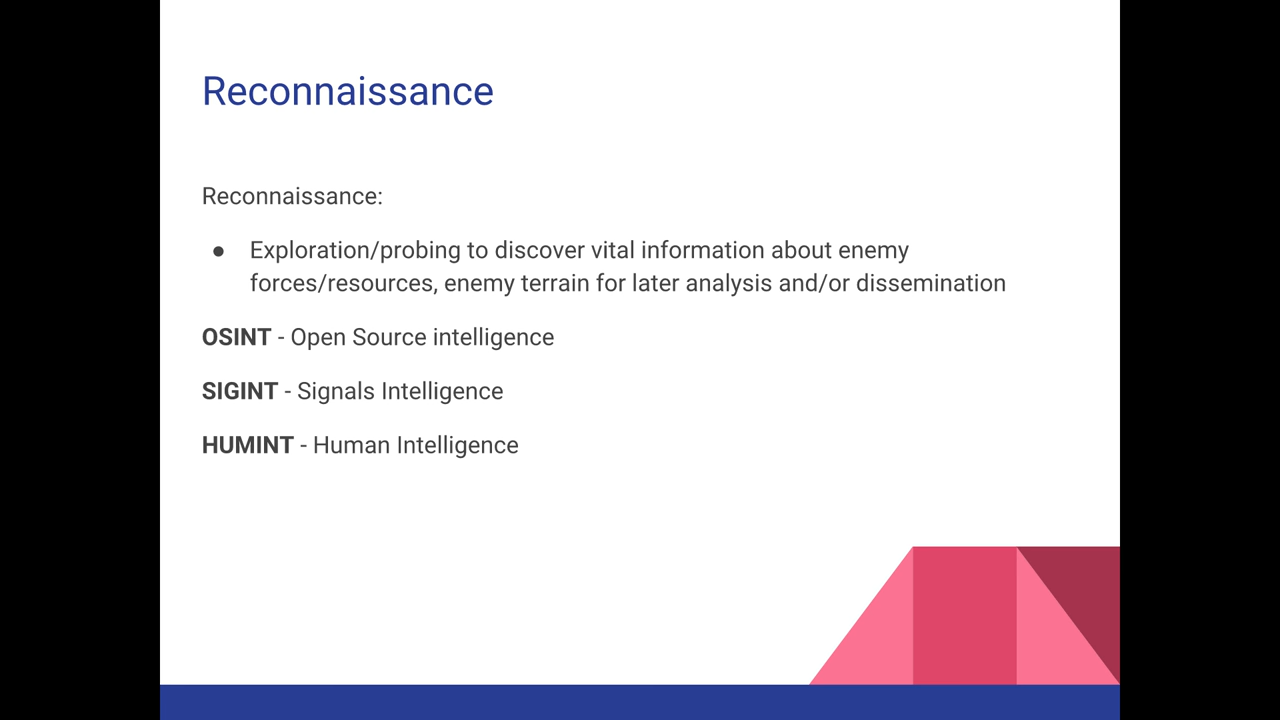 Reconnaissance
Reconnaissance:
● Exploration/probing to discover vital information about enemy
forces/resources, enemy terrain for later analysis and/or dissemination
OSINT - Open Source intelligence
SIGINT - Signals Intelligence
HUMINT - Human Intelligence